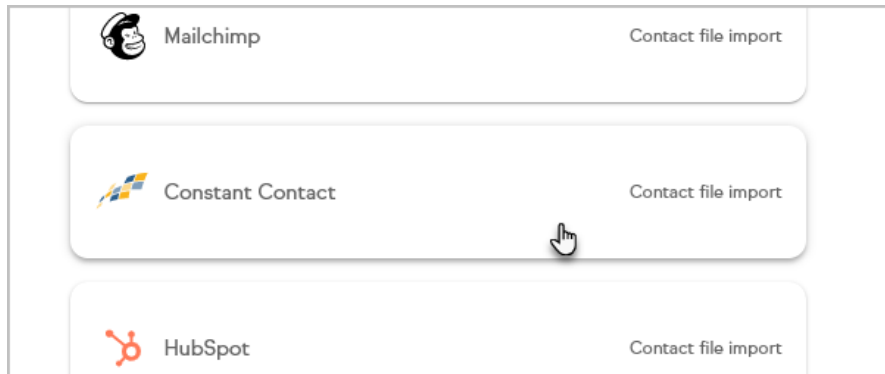 Mailchimp Contact file import
Constant Contact Contact file import
HubSpot Contact file import